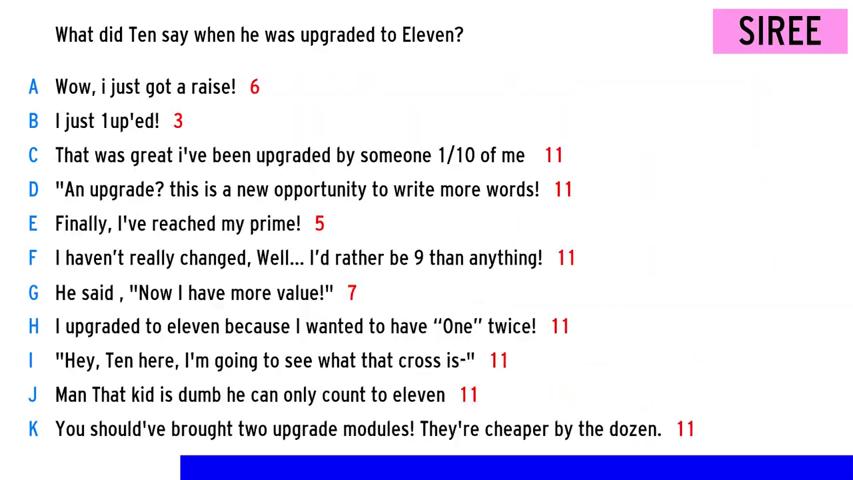 What did Ten say when he was upgraded to Eleven?
SIREE
A Wow, i just got a raise! 6
B I just 1up'ed! 3
C That was great i've been upgraded by someone 1/10 of me 11
D "An upgrade? this is a new opportunity to write more words! 11
E Finally, I've reached my prime! 5
F I haven’t really changed, Well... I’d rather be 9 than anything! 11
G He said , "Now I have more value!" 7
H I upgraded to eleven because I wanted to have “One” twice! 11
I "Hey, Ten here, I'm going to see what that cross is-" 11
J Man That kid is dumb he can only count to eleven 11
K You should've brought two upgrade modules! They're cheaper by the dozen. 11